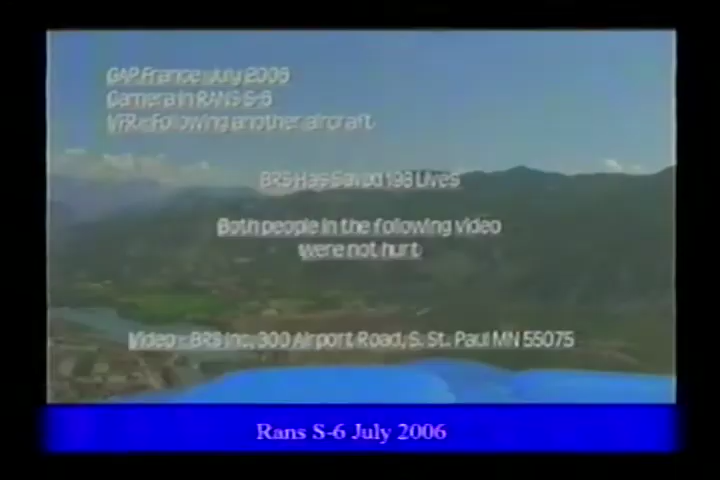 GAP, France July 2006
Camera in RANS S-6
VFR - Following another aircraft
BRS Has Saved 198 Lives
Both people in the following video
were not hurt
Video - BRS Inc, 300 Airport Road, S. St. Paul MN 55075
Rans S-6 July 2006